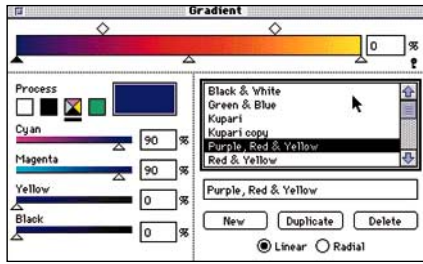 Gradient
0 %
Process
Cyan
90 %
Magenta
90 %
Yellow
0 %
Black
0 %
Black & White
Green & Blue
Kupari
Kupari copy
Purple, Red & Yellow
Red & Yellow
Purple, Red & Yellow
New Duplicate Delete
Linear Radial